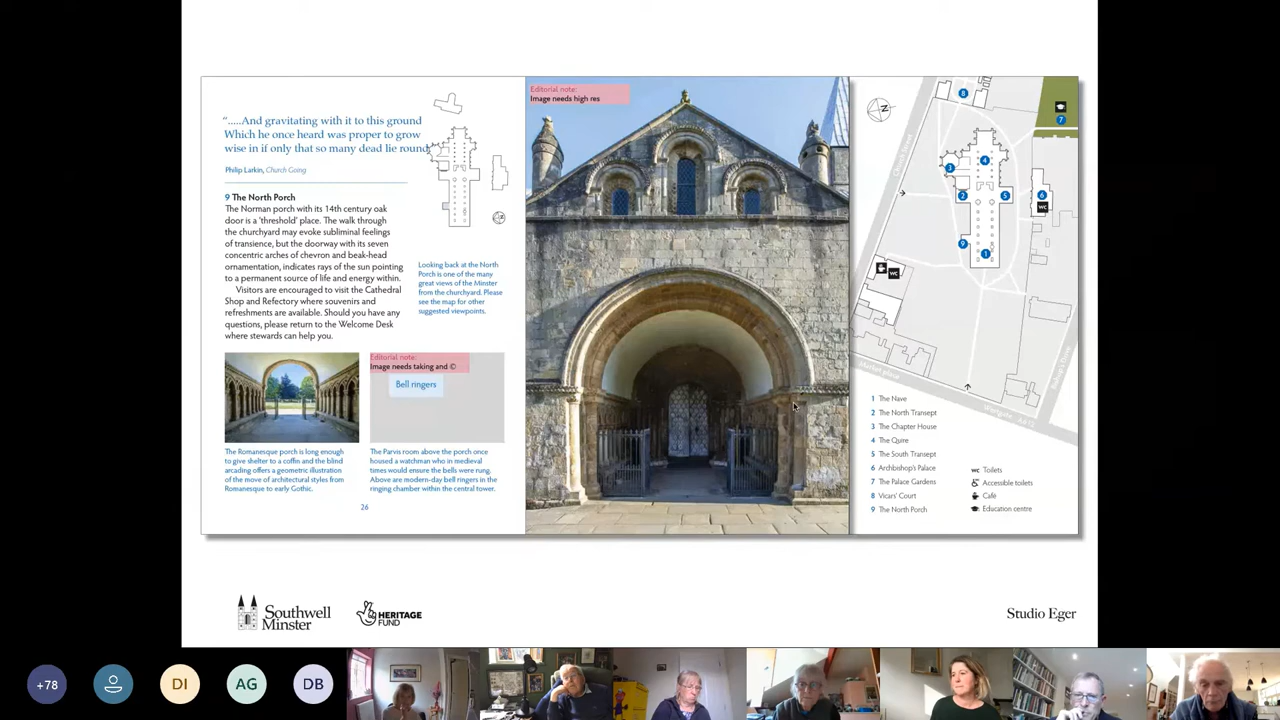 ".....And gravitating with it to this ground
Which he once heard was proper to grow
wise in if only that so many dead lie round
Philip Larkin, Church Going
9 The North Porch
The Norman porch with its 14th century oak
door is a 'threshold' place. The walk through
the churchyard may evoke subliminal feelings
of transience, but the doorway with its seven
concentric arches of chevron and beak-head
ornamentation, indicates rays of the sun pointing
to a permanent source of life and energy within.
Visitors are encouraged to visit the Cathedral
Shop and Refectory where souvenirs and
refreshments are available. Should you have any
questions, please return to the Welcome Desk
where stewards can help you.
Looking back at the North
Porch is one of the many
great views of the Minster
from the churchyard. Please
see the map for other
suggested viewpoints.
The Romanesque porch is long enough
to give shelter to a coffin and the blind
arcading offers a geometric illustration
of the move of architectural styles from
Romanesque to early Gothic.
Editorial note:
Image needs taking and ©
Bell ringers
The Parvis room above the porch once
housed a watchman who in medieval
times would ensure the bells were rung.
Above are modern-day bell ringers in the
ringing chamber within the central tower.
26
Editorial note:
Image needs high res
N
8
7
3
4
2
5
6
WC
9
1
WC
Westgate A612
1 The Nave
2 The North Transept
3 The Chapter House
4 The Quire
5 The South Transept
6 Archbishop's Palace
7 The Palace Gardens
8 Vicars' Court
9 The North Porch
WC Toilets
Accessible toilets
Café
Education centre
Southwell
Minster
HERITAGE
FUND
Studio Eger
+78
DI
AG
DB